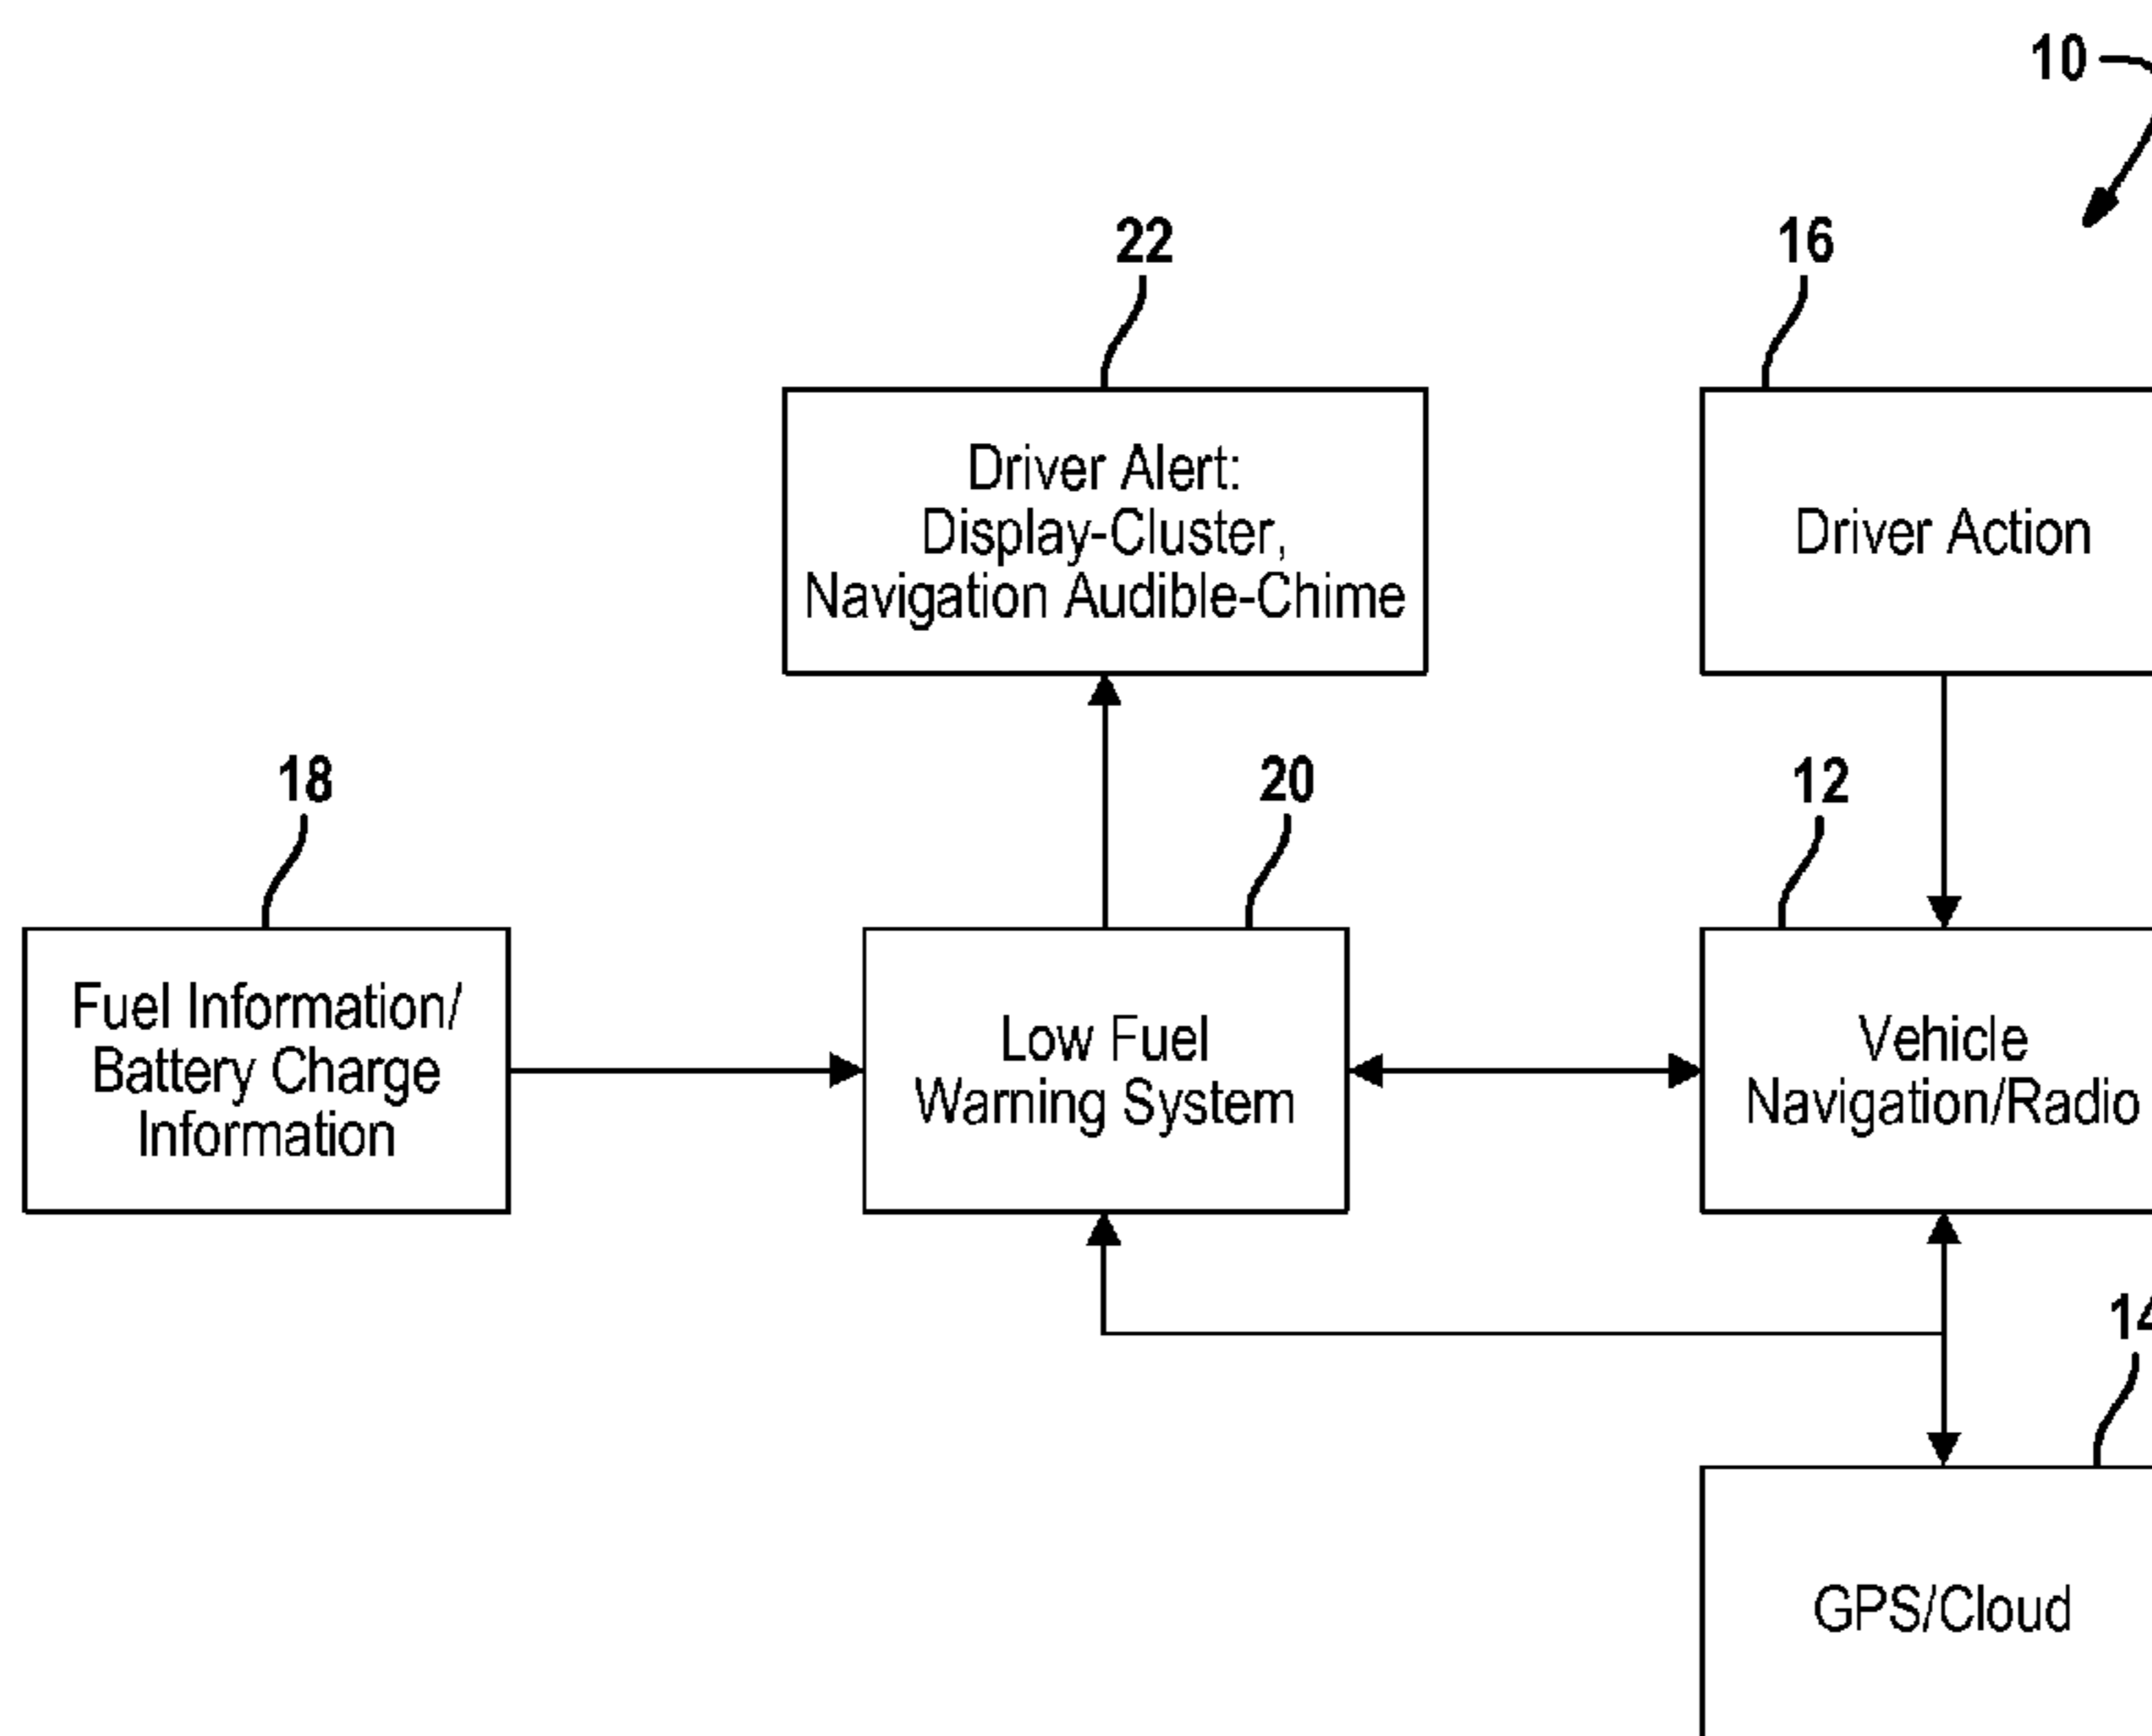 10
22
16
Driver Alert:
Display-Cluster,
Navigation Audible-Chime
Driver Action
18
20
12
Fuel Information/
Battery Charge
Information
Low Fuel
Warning System
Vehicle
Navigation/Radio
14
GPS/Cloud